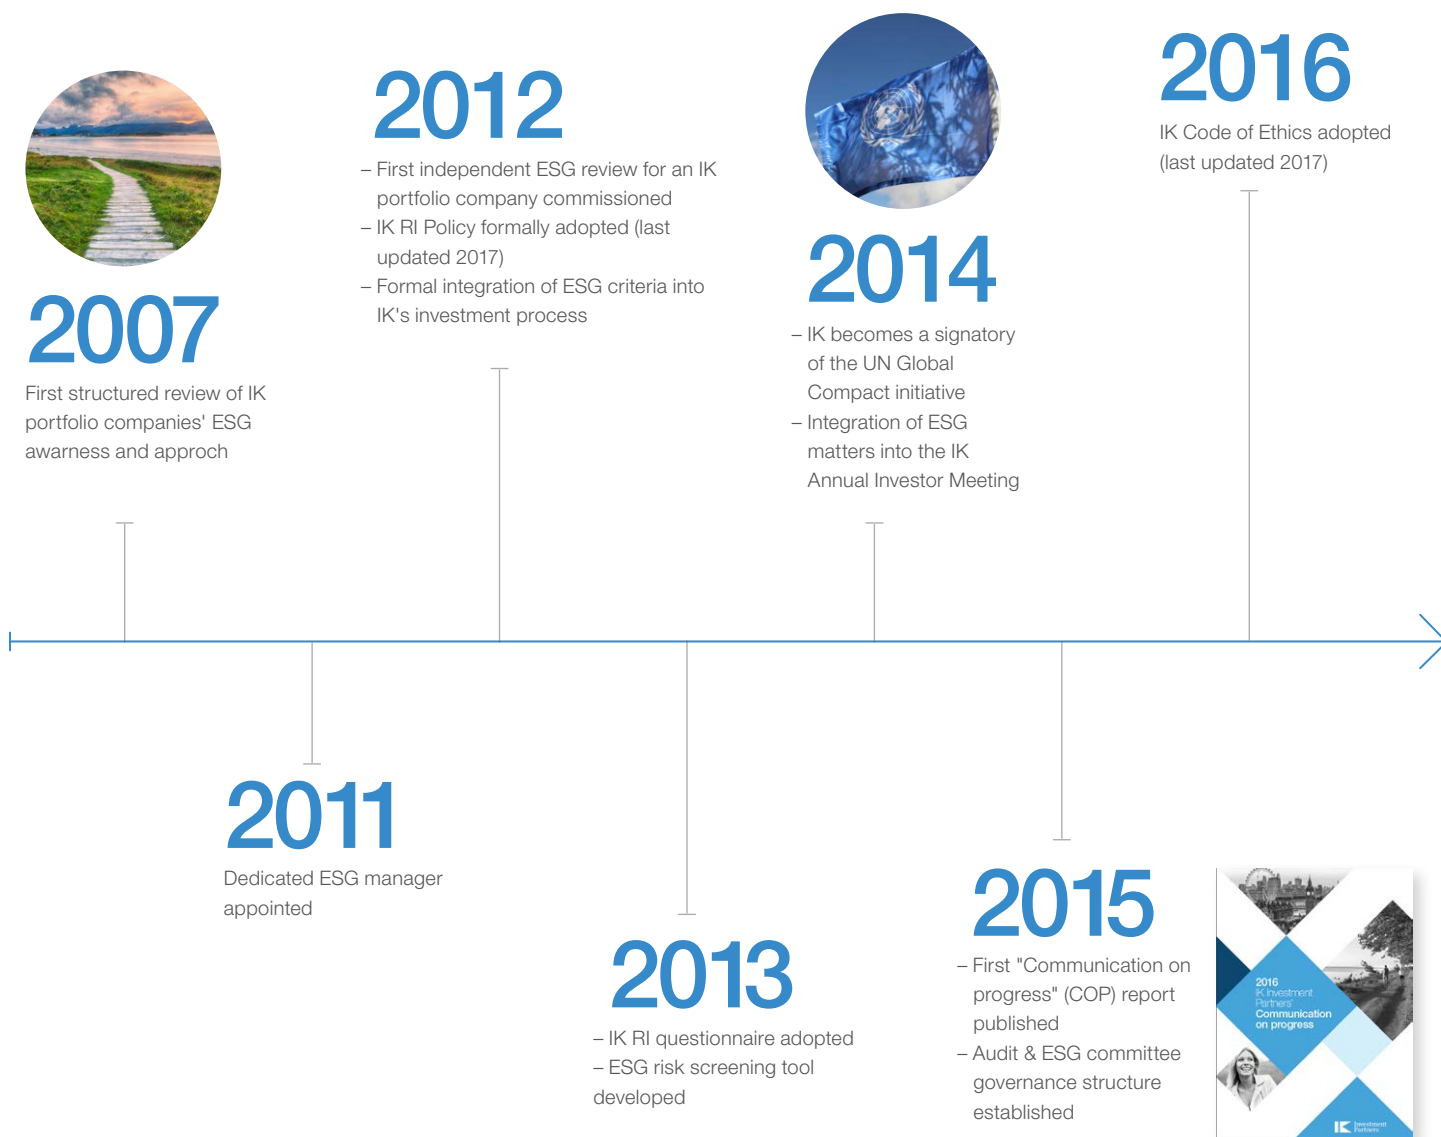 2007
First structured review of IK
portfolio companies' ESG
awarness and approch
2011
Dedicated ESG manager
appointed
2012
– First independent ESG review for an IK
portfolio company commissioned
– IK RI Policy formally adopted (last
updated 2017)
– Formal integration of ESG criteria into
IK's investment process
2013
– IK RI questionnaire adopted
– ESG risk screening tool
developed
2014
– IK becomes a signatory
of the UN Global
Compact initiative
– Integration of ESG
matters into the IK
Annual Investor Meeting
2015
– First "Communication on
progress" (COP) report
published
– Audit & ESG committee
governance structure
established
2016
IK Investment
Partners'
Communication
on progress
IK Investment
Partners
2016
IK Code of Ethics adopted
(last updated 2017)